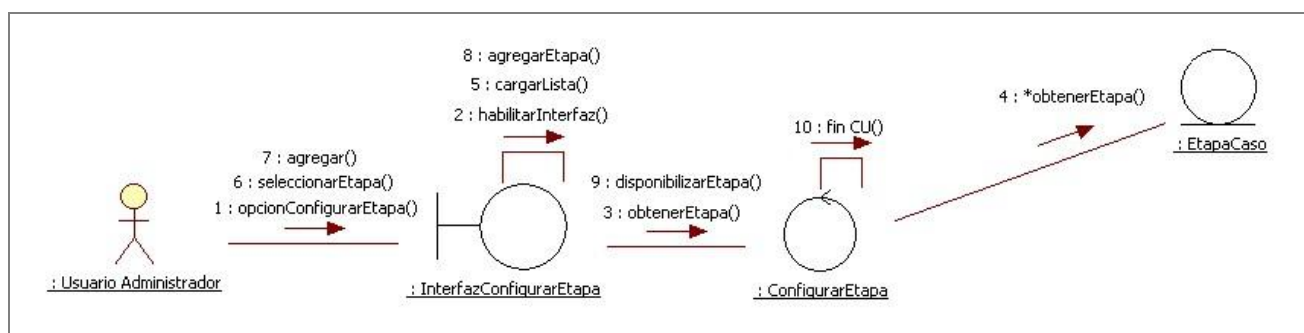 8 : agregarEtapa()
5 : cargarLista()
2 : habilitarInterfaz()
7 : agregar()
6 : seleccionarEtapa()
1 : opcionConfigurarEtapa()
9 : disponibilizarEtapa()
3 : obtenerEtapa()
10 : fin CU()
4 : *obtenerEtapa()
: Usuario Administrador
: InterfazConfigurarEtapa
: ConfigurarEtapa
: EtapaCaso